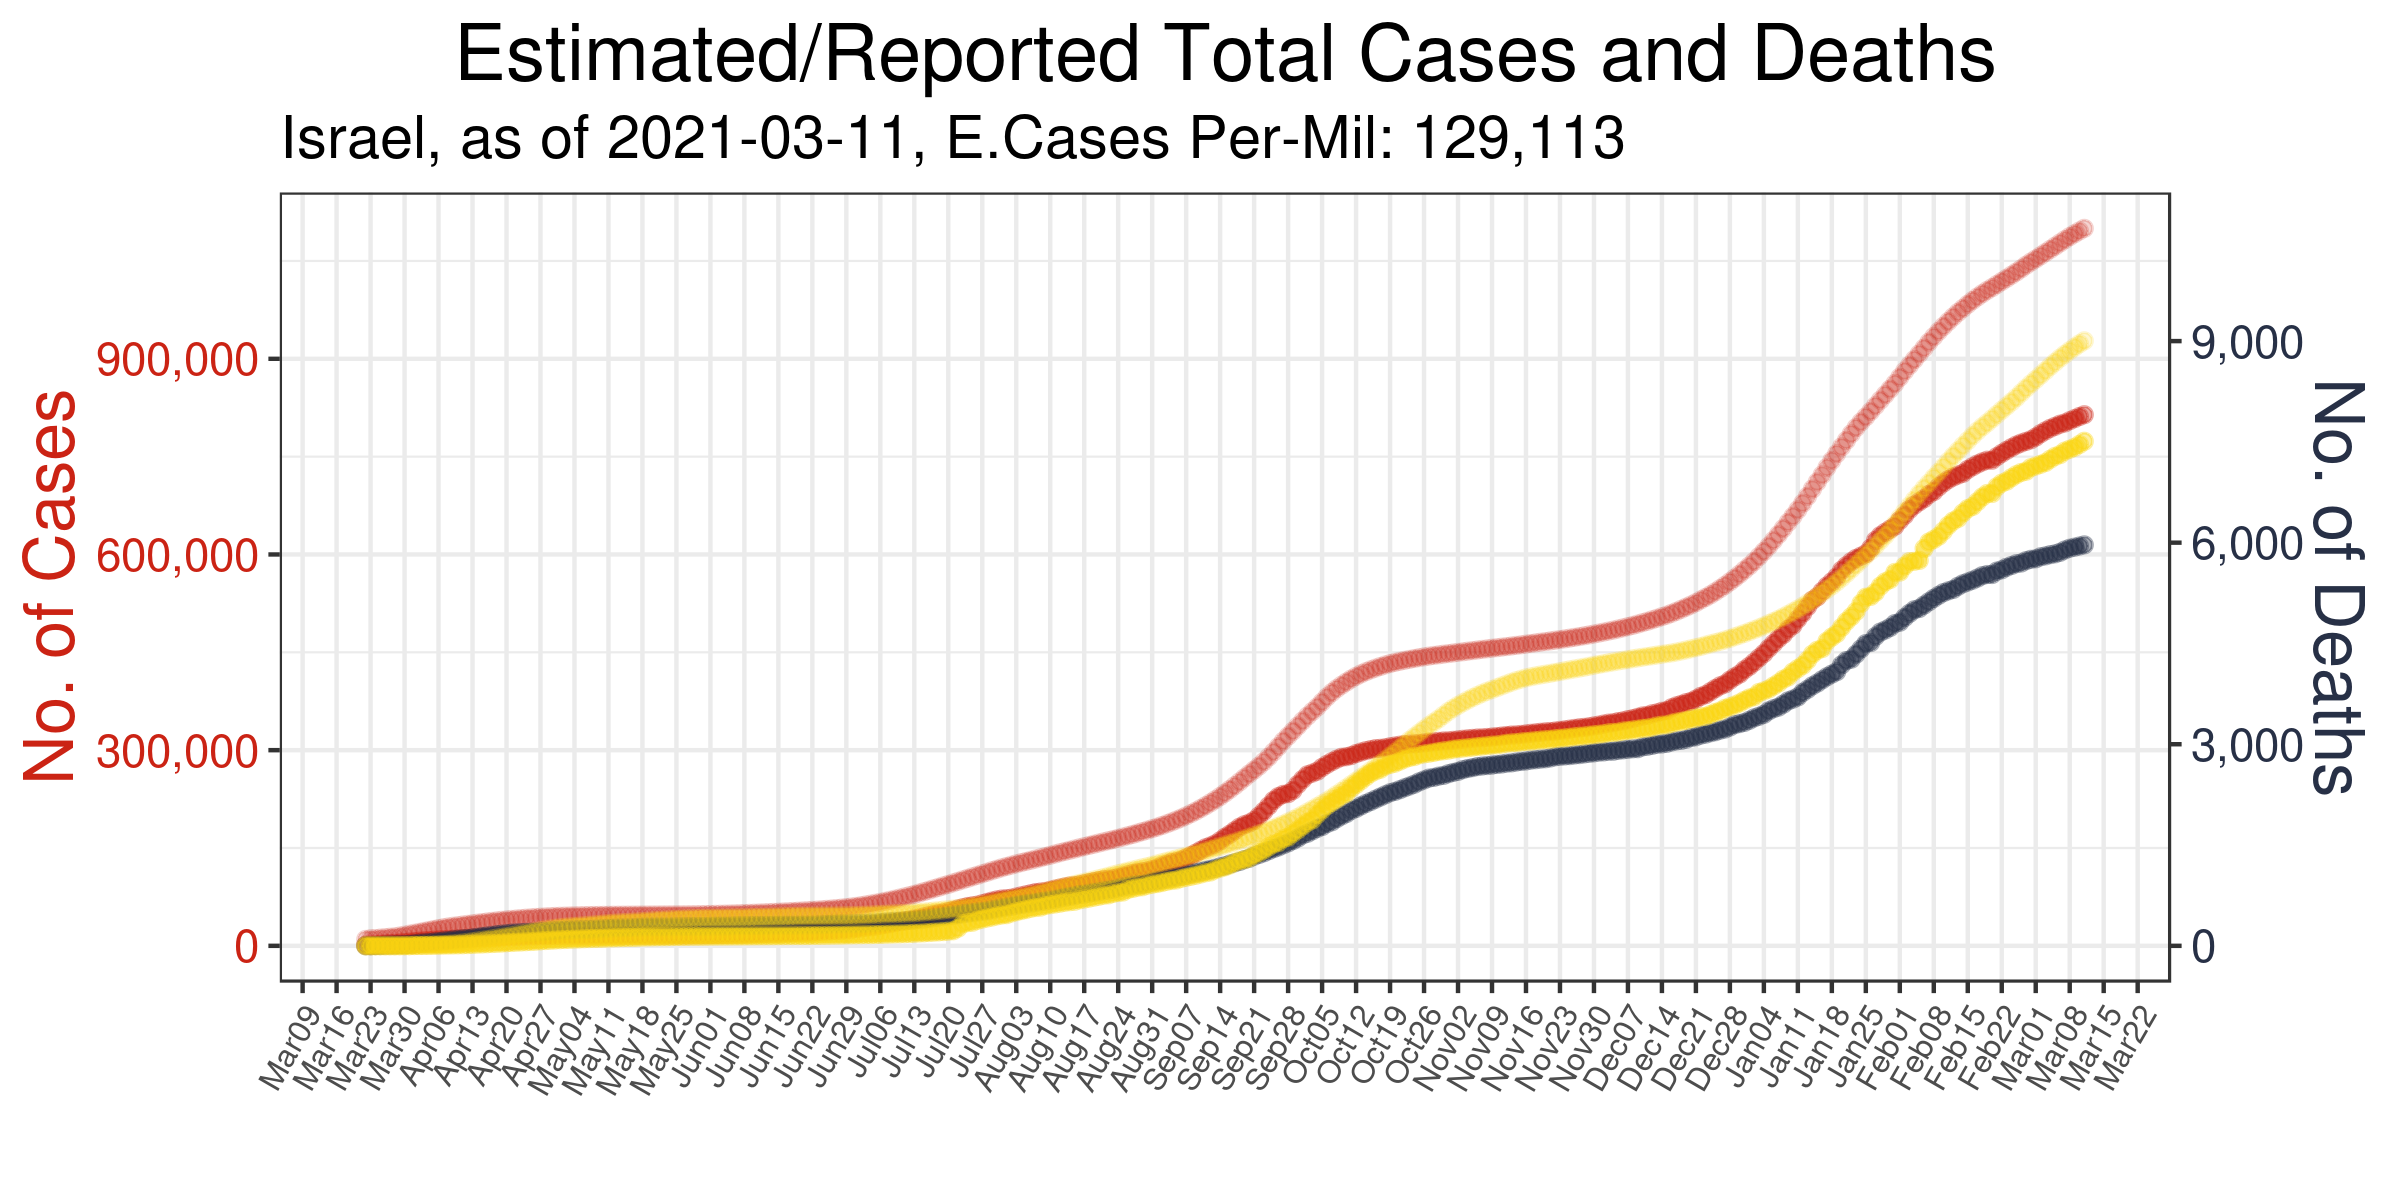 Estimated/Reported Total Cases and Deaths
Israel, as of 2021-03-11, E.Cases Per-Mil: 129,113
No. of Cases
900,000
600,000
300,000
0
9,000
6,000
3,000
0
No. of Deaths
Mar09
Mar16
Mar23
Mar30
Apr06
Apr13
Apr20
Apr27
May04
May11
May18
May25
Jun01
Jun08
Jun15
Jun22
Jun29
Jul06
Jul13
Jul20
Jul27
Aug03
Aug10
Aug17
Aug24
Aug31
Sep07
Sep14
Sep21
Sep28
Oct05
Oct12
Oct19
Oct26
Nov02
Nov09
Nov16
Nov23
Nov30
Dec07
Dec14
Dec21
Dec28
Jan04
Jan11
Jan18
Jan25
Feb01
Feb08
Feb15
Feb22
Mar01
Mar08
Mar15
Mar22